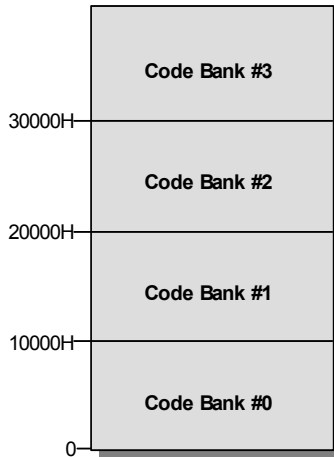 Code Bank #3
30000H
Code Bank #2
20000H
Code Bank #1
10000H
Code Bank #0
0